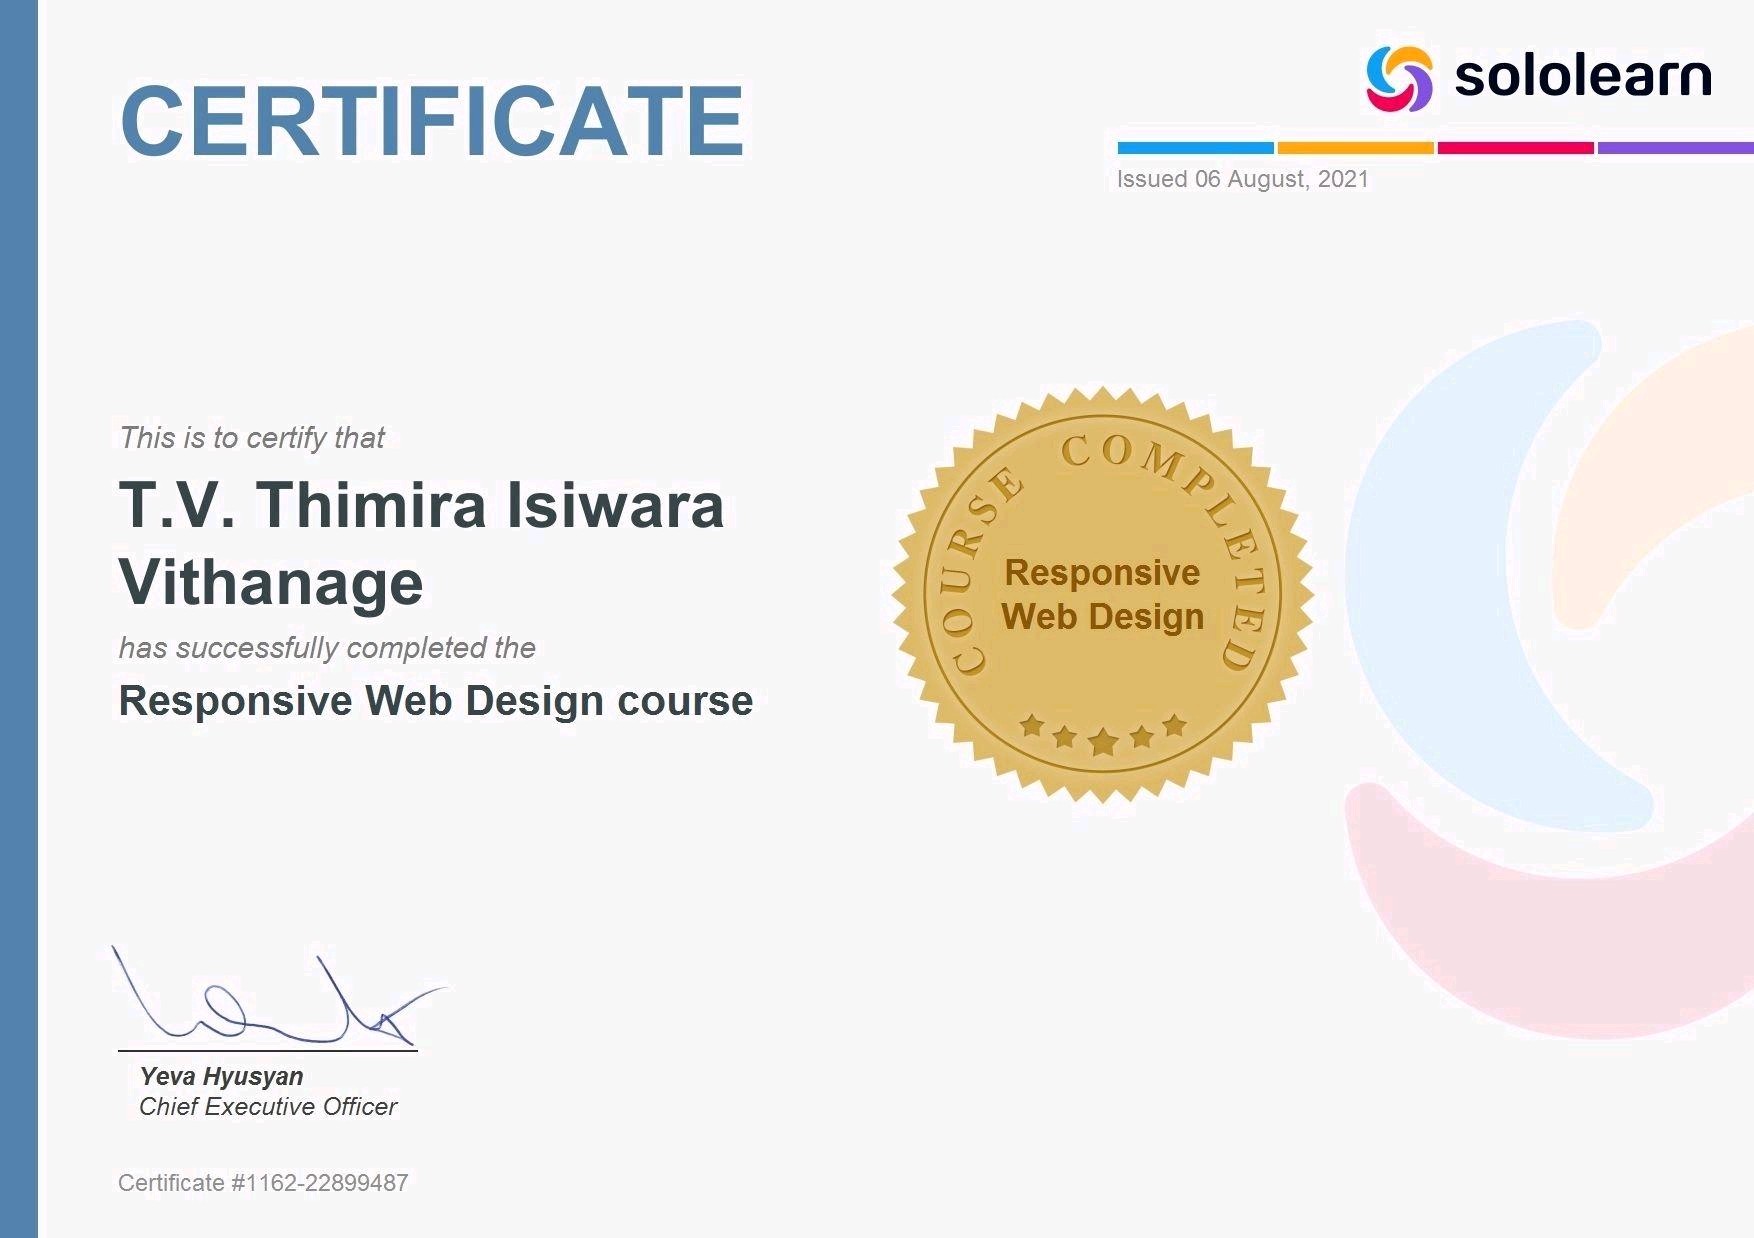 CERTIFICATE
sololearn
Issued 06 August, 2021
This is to certify that
T.V. Thimira Isiwara
Vithanage
has successfully completed the
Responsive Web Design course
COURSE COMPLETED
Responsive
Web Design
Yeva Hyusyan
Chief Executive Officer
Certificate #1162-22899487